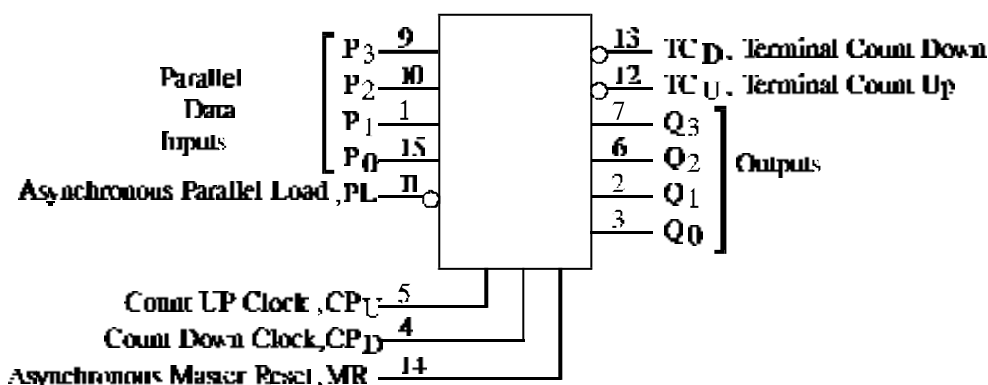 P3 9
P2 10
P1 1
P0 15
Parallel
Data
Inputs
Asynchronous Parallel Load ,PL 11
13 TCD, Terminal Count Down
12 TCU, Terminal Count Up
7 Q3
6 Q2
2 Q1
3 Q0
Outputs
Count UP Clock ,CPU 5
Count Down Clock,CPD 4
Asynchronous Master Reset ,MR 14